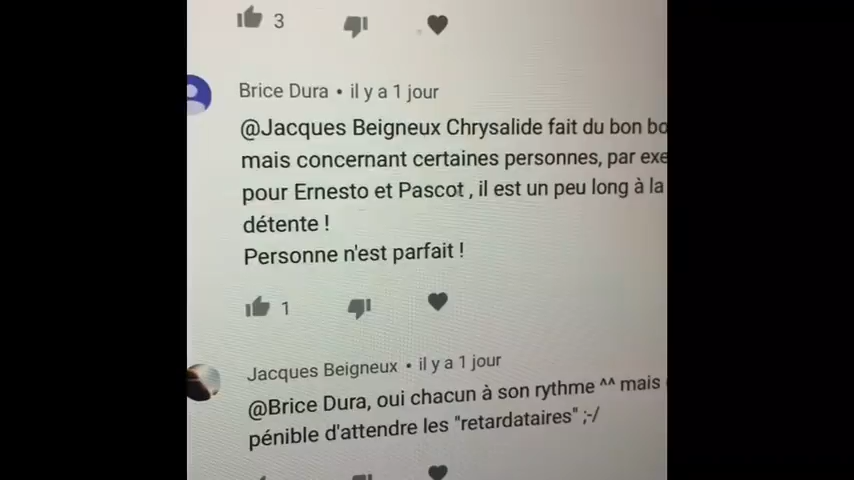 3
Brice Dura • il y a 1 jour
@Jacques Beigneux Chrysalide fait du bon
mais concernant certaines personnes, par
pour Ernesto et Pascot , il est un peu long à la
détente !
Personne n'est parfait !
1
Jacques Beigneux • il y a 1 jour
@Brice Dura, oui chacun à son rythme ^^ mais
pénible d'attendre les "retardataires" ;-/